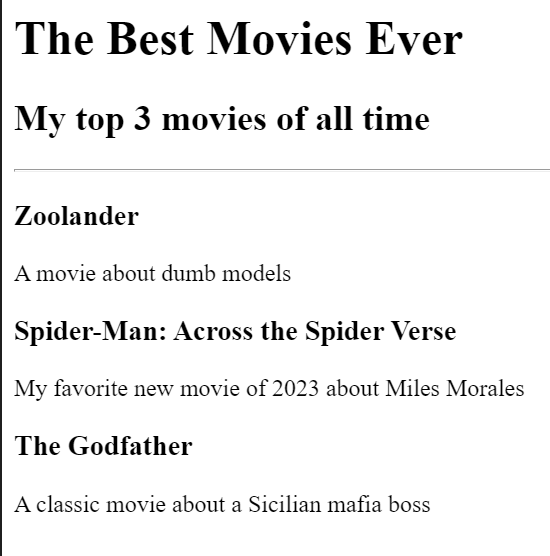 The Best Movies Ever
My top 3 movies of all time
Zoolander
A movie about dumb models
Spider-Man: Across the Spider Verse
My favorite new movie of 2023 about Miles Morales
The Godfather
A classic movie about a Sicilian mafia boss